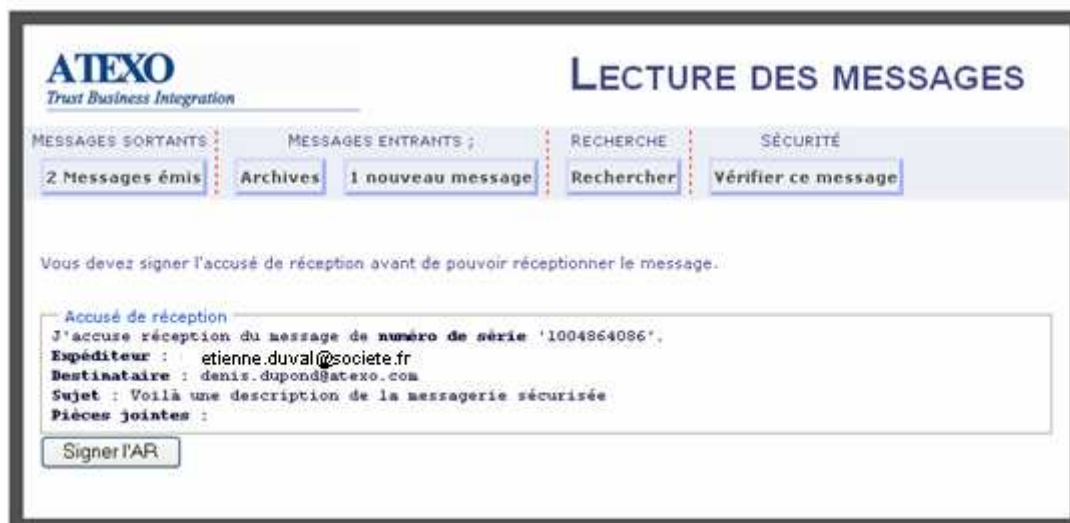 ATEXO
Trust Business Integration
LECTURE DES MESSAGES
MESSAGES SORTANTS MESSAGES ENTRANTS ; RECHERCHE SÉCURITÉ
2 Messages émis Archives 1 nouveau message Rechercher Vérifier ce message
Vous devez signer l'accusé de réception avant de pouvoir réceptionner le message.
Accusé de réception
J'accuse réception du message de numéro de série '1004864086'.
Expéditeur : etienne.duval@societe.fr
Destinataire : denis.dupond@atexo.com
Sujet : Voilà une description de la messagerie sécurisée
Pièces jointes :
Signer l'AR